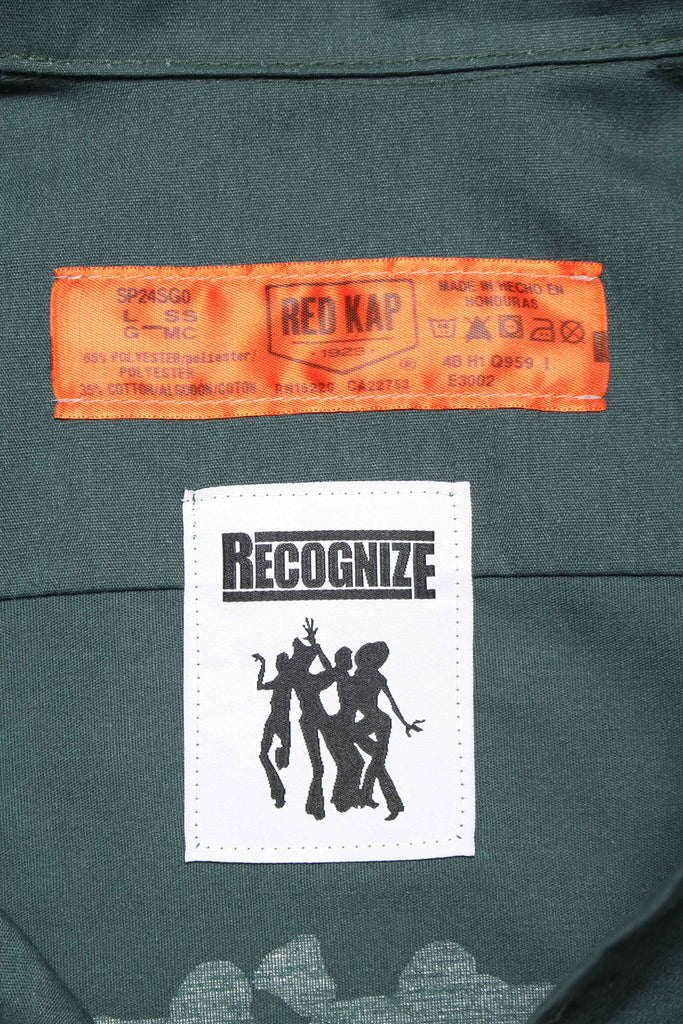 SP24SG0
L SS
G MC
65% POLYESTER/poliester/
POLYESTER
35% COTTON/ALGODON/COTON
RED KAP
1923
®
RN15220 CA22753
MADE IN/HECHO EN
HONDURAS
4B H1 Q959 I
E3002
RECOGNIZE